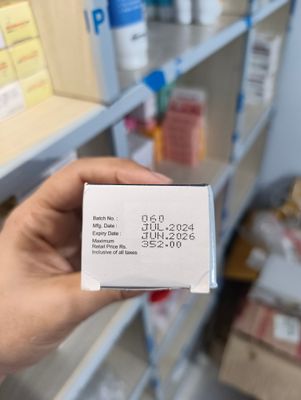 IP
Batch No. : 060
Mfg. Date : JUL.2024
Expiry Date : JUN.2026
Maximum
Retail Price Rs. 352.00
Inclusive of all taxes